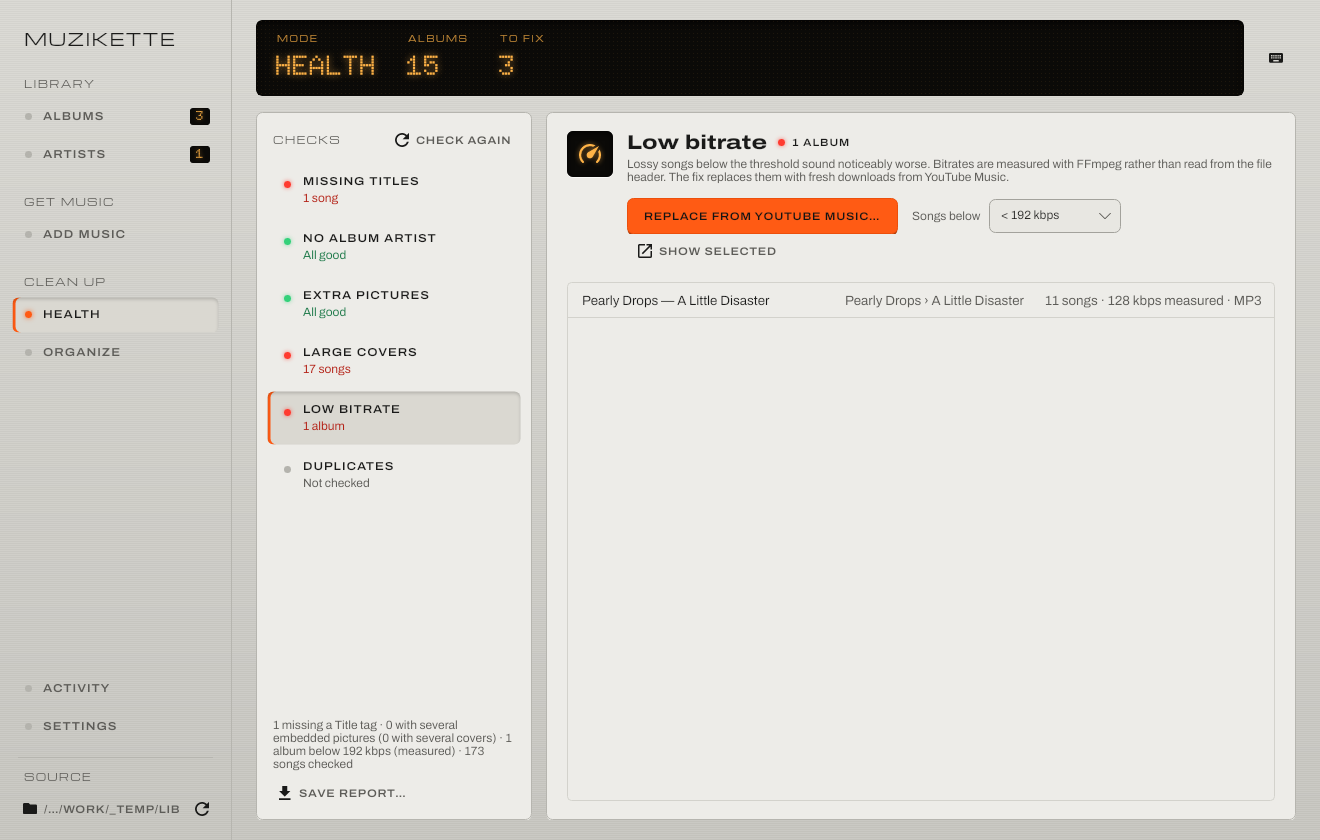 MUZIKETTE
LIBRARY
ALBUMS 3
ARTISTS 1
GET MUSIC
ADD MUSIC
CLEAN UP
HEALTH
ORGANIZE
ACTIVITY
SETTINGS
SOURCE
/.../WORK/_TEMP/LIB
MODE ALBUMS TO FIX
HEALTH 15 3
CHECKS CHECK AGAIN
MISSING TITLES
1 song
NO ALBUM ARTIST
All good
EXTRA PICTURES
All good
LARGE COVERS
17 songs
LOW BITRATE
1 album
DUPLICATES
Not checked
1 missing a Title tag · 0 with several
embedded pictures (0 with several covers) · 1
album below 192 kbps (measured) · 173
songs checked
SAVE REPORT...
Low bitrate 1 ALBUM
Lossy songs below the threshold sound noticeably worse. Bitrates are measured with FFmpeg rather than read from the file
header. The fix replaces them with fresh downloads from YouTube Music.
REPLACE FROM YOUTUBE MUSIC... Songs below < 192 kbps
SHOW SELECTED
Pearly Drops — A Little Disaster Pearly Drops › A Little Disaster 11 songs · 128 kbps measured · MP3